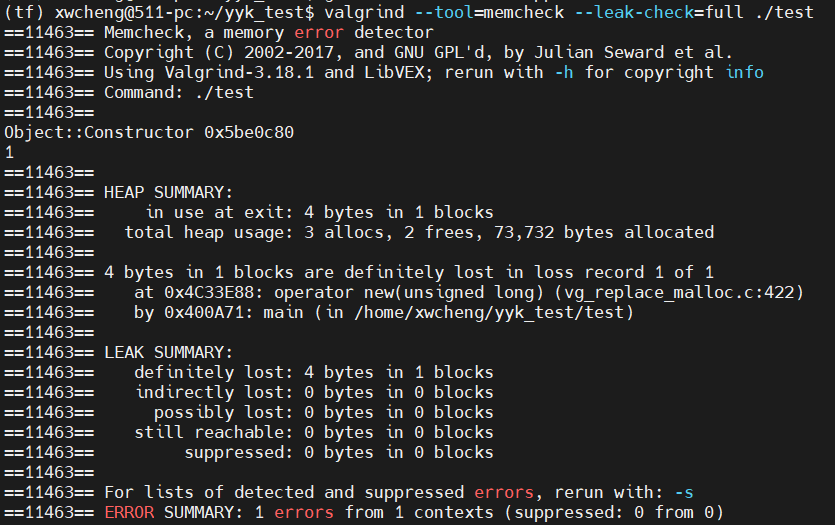 (tf) xwcheng@511-pc:~/yyk_test$ valgrind --tool=memcheck --leak-check=full ./test
==11463== Memcheck, a memory error detector
==11463== Copyright (C) 2002-2017, and GNU GPL'd, by Julian Seward et al.
==11463== Using Valgrind-3.18.1 and LibVEX; rerun with -h for copyright info
==11463== Command: ./test
==11463==
Object::Constructor 0x5be0c80
1
==11463==
==11463== HEAP SUMMARY:
==11463==     in use at exit: 4 bytes in 1 blocks
==11463==   total heap usage: 3 allocs, 2 frees, 73,732 bytes allocated
==11463==
==11463== 4 bytes in 1 blocks are definitely lost in loss record 1 of 1
==11463==    at 0x4C33E88: operator new(unsigned long) (vg_replace_malloc.c:422)
==11463==    by 0x400A71: main (in /home/xwcheng/yyk_test/test)
==11463==
==11463== LEAK SUMMARY:
==11463==    definitely lost: 4 bytes in 1 blocks
==11463==    indirectly lost: 0 bytes in 0 blocks
==11463==      possibly lost: 0 bytes in 0 blocks
==11463==    still reachable: 0 bytes in 0 blocks
==11463==         suppressed: 0 bytes in 0 blocks
==11463==
==11463== For lists of detected and suppressed errors, rerun with: -s
==11463== ERROR SUMMARY: 1 errors from 1 contexts (suppressed: 0 from 0)